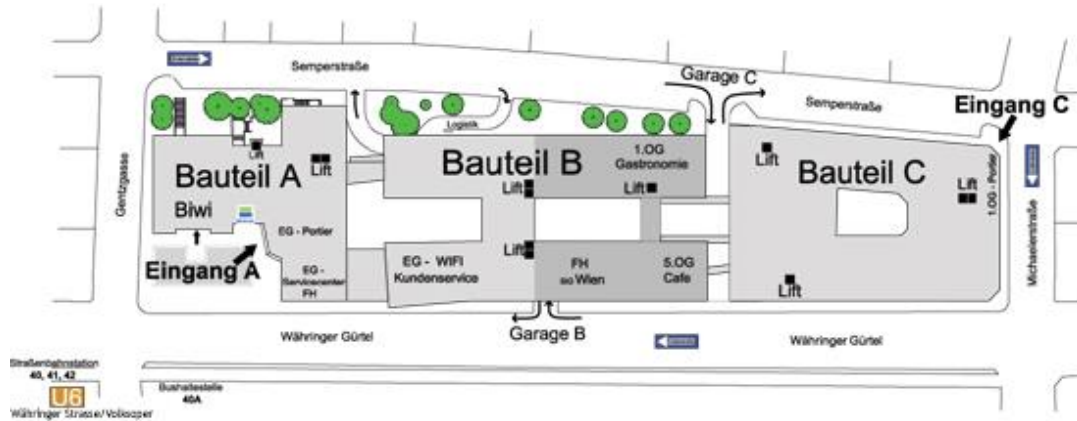 Semperstraße
Garage C
Semperstraße
Eingang C
Logistik
Lift
Bauteil A
Lift
Bauteil B
1.OG
Gastronomie
Lift
Lift
Lift
Bauteil C
Lift
1.OG - Portier
Gentzgasse
Biwi
EG - Portier
Eingang A
EG -
Servicecenter
FH
EG - WIFI
Kundenservice
Lift
FH
Wien
5.OG
Cafe
Lift
Michaelerstraße
Garage B
Währinger Gürtel
Währinger Gürtel
Straßenbahnstation
40, 41, 42
U6
Währinger Strasse/Volksoper
Bushaltestelle
40A